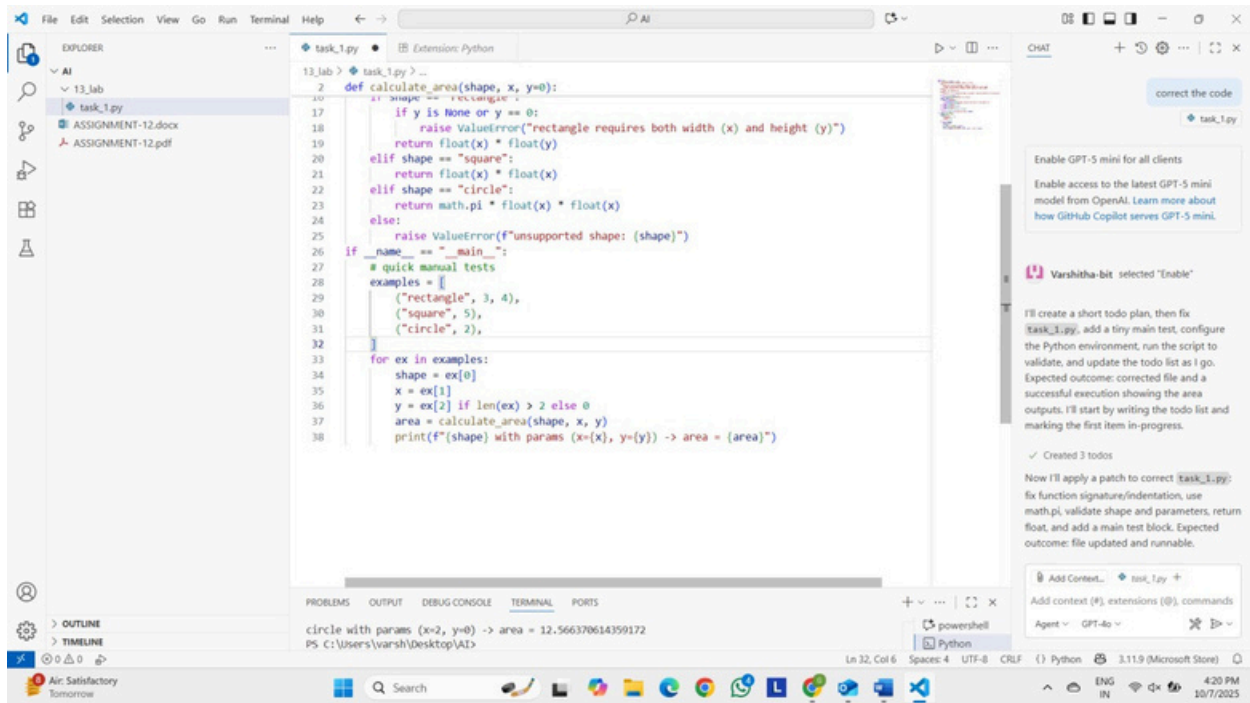 File Edit Selection View Go Run Terminal Help
AI
EXPLORER
AI
13_lab
task_1.py
ASSIGNMENT-12.docx
ASSIGNMENT-12.pdf
OUTLINE
TIMELINE
task_1.py
Extension: Python
13_lab > task_1.py > ...
2 def calculate_area(shape, x, y=0):
16 if shape == "rectangle":
17 if y is None or y == 0:
18 raise ValueError("rectangle requires both width (x) and height (y)")
19 return float(x) * float(y)
20 elif shape == "square":
21 return float(x) * float(x)
22 elif shape == "circle":
23 return math.pi * float(x) * float(x)
24 else:
25 raise ValueError(f"unsupported shape: {shape}")
26 if __name__ == "__main__":
27 # quick manual tests
28 examples = [
29 ("rectangle", 3, 4),
30 ("square", 5),
31 ("circle", 2),
32 ]
33 for ex in examples:
34 shape = ex[0]
35 x = ex[1]
36 y = ex[2] if len(ex) > 2 else 0
37 area = calculate_area(shape, x, y)
38 print(f"{shape} with params (x={x}, y={y}) -> area = {area}")
PROBLEMS OUTPUT DEBUG CONSOLE TERMINAL PORTS
circle with params (x=2, y=0) -> area = 12.566370614359172
PS C:\Users\varsh\Desktop\AI>
powershell
Python
CHAT
correct the code
task_1.py
Enable GPT-5 mini for all clients
Enable access to the latest GPT-5 mini
model from OpenAI. Learn more about
how GitHub Copilot serves GPT-5 mini.
Varshitha-bit selected "Enable"
I'll create a short todo plan, then fix
task_1.py, add a tiny main test, configure
the Python environment, run the script to
validate, and update the todo list as I go.
Expected outcome: corrected file and a
successful execution showing the area
outputs. I'll start by writing the todo list and
marking the first item in-progress.
Created 3 todos
Now I'll apply a patch to correct task_1.py:
fix function signature/indentation, use
math.pi, validate shape and parameters, return
float, and add a main test block. Expected
outcome: file updated and runnable.
Add Context... task_1.py +
Add context (#), extensions (@), commands
Agent GPT-4o
0 0 Ln 32, Col 6 Spaces: 4 UTF-8 CRLF {} Python 3.11.9 (Microsoft Store)
Air: Satisfactory
Tomorrow
Search
ENG
IN
4:20 PM
10/7/2025